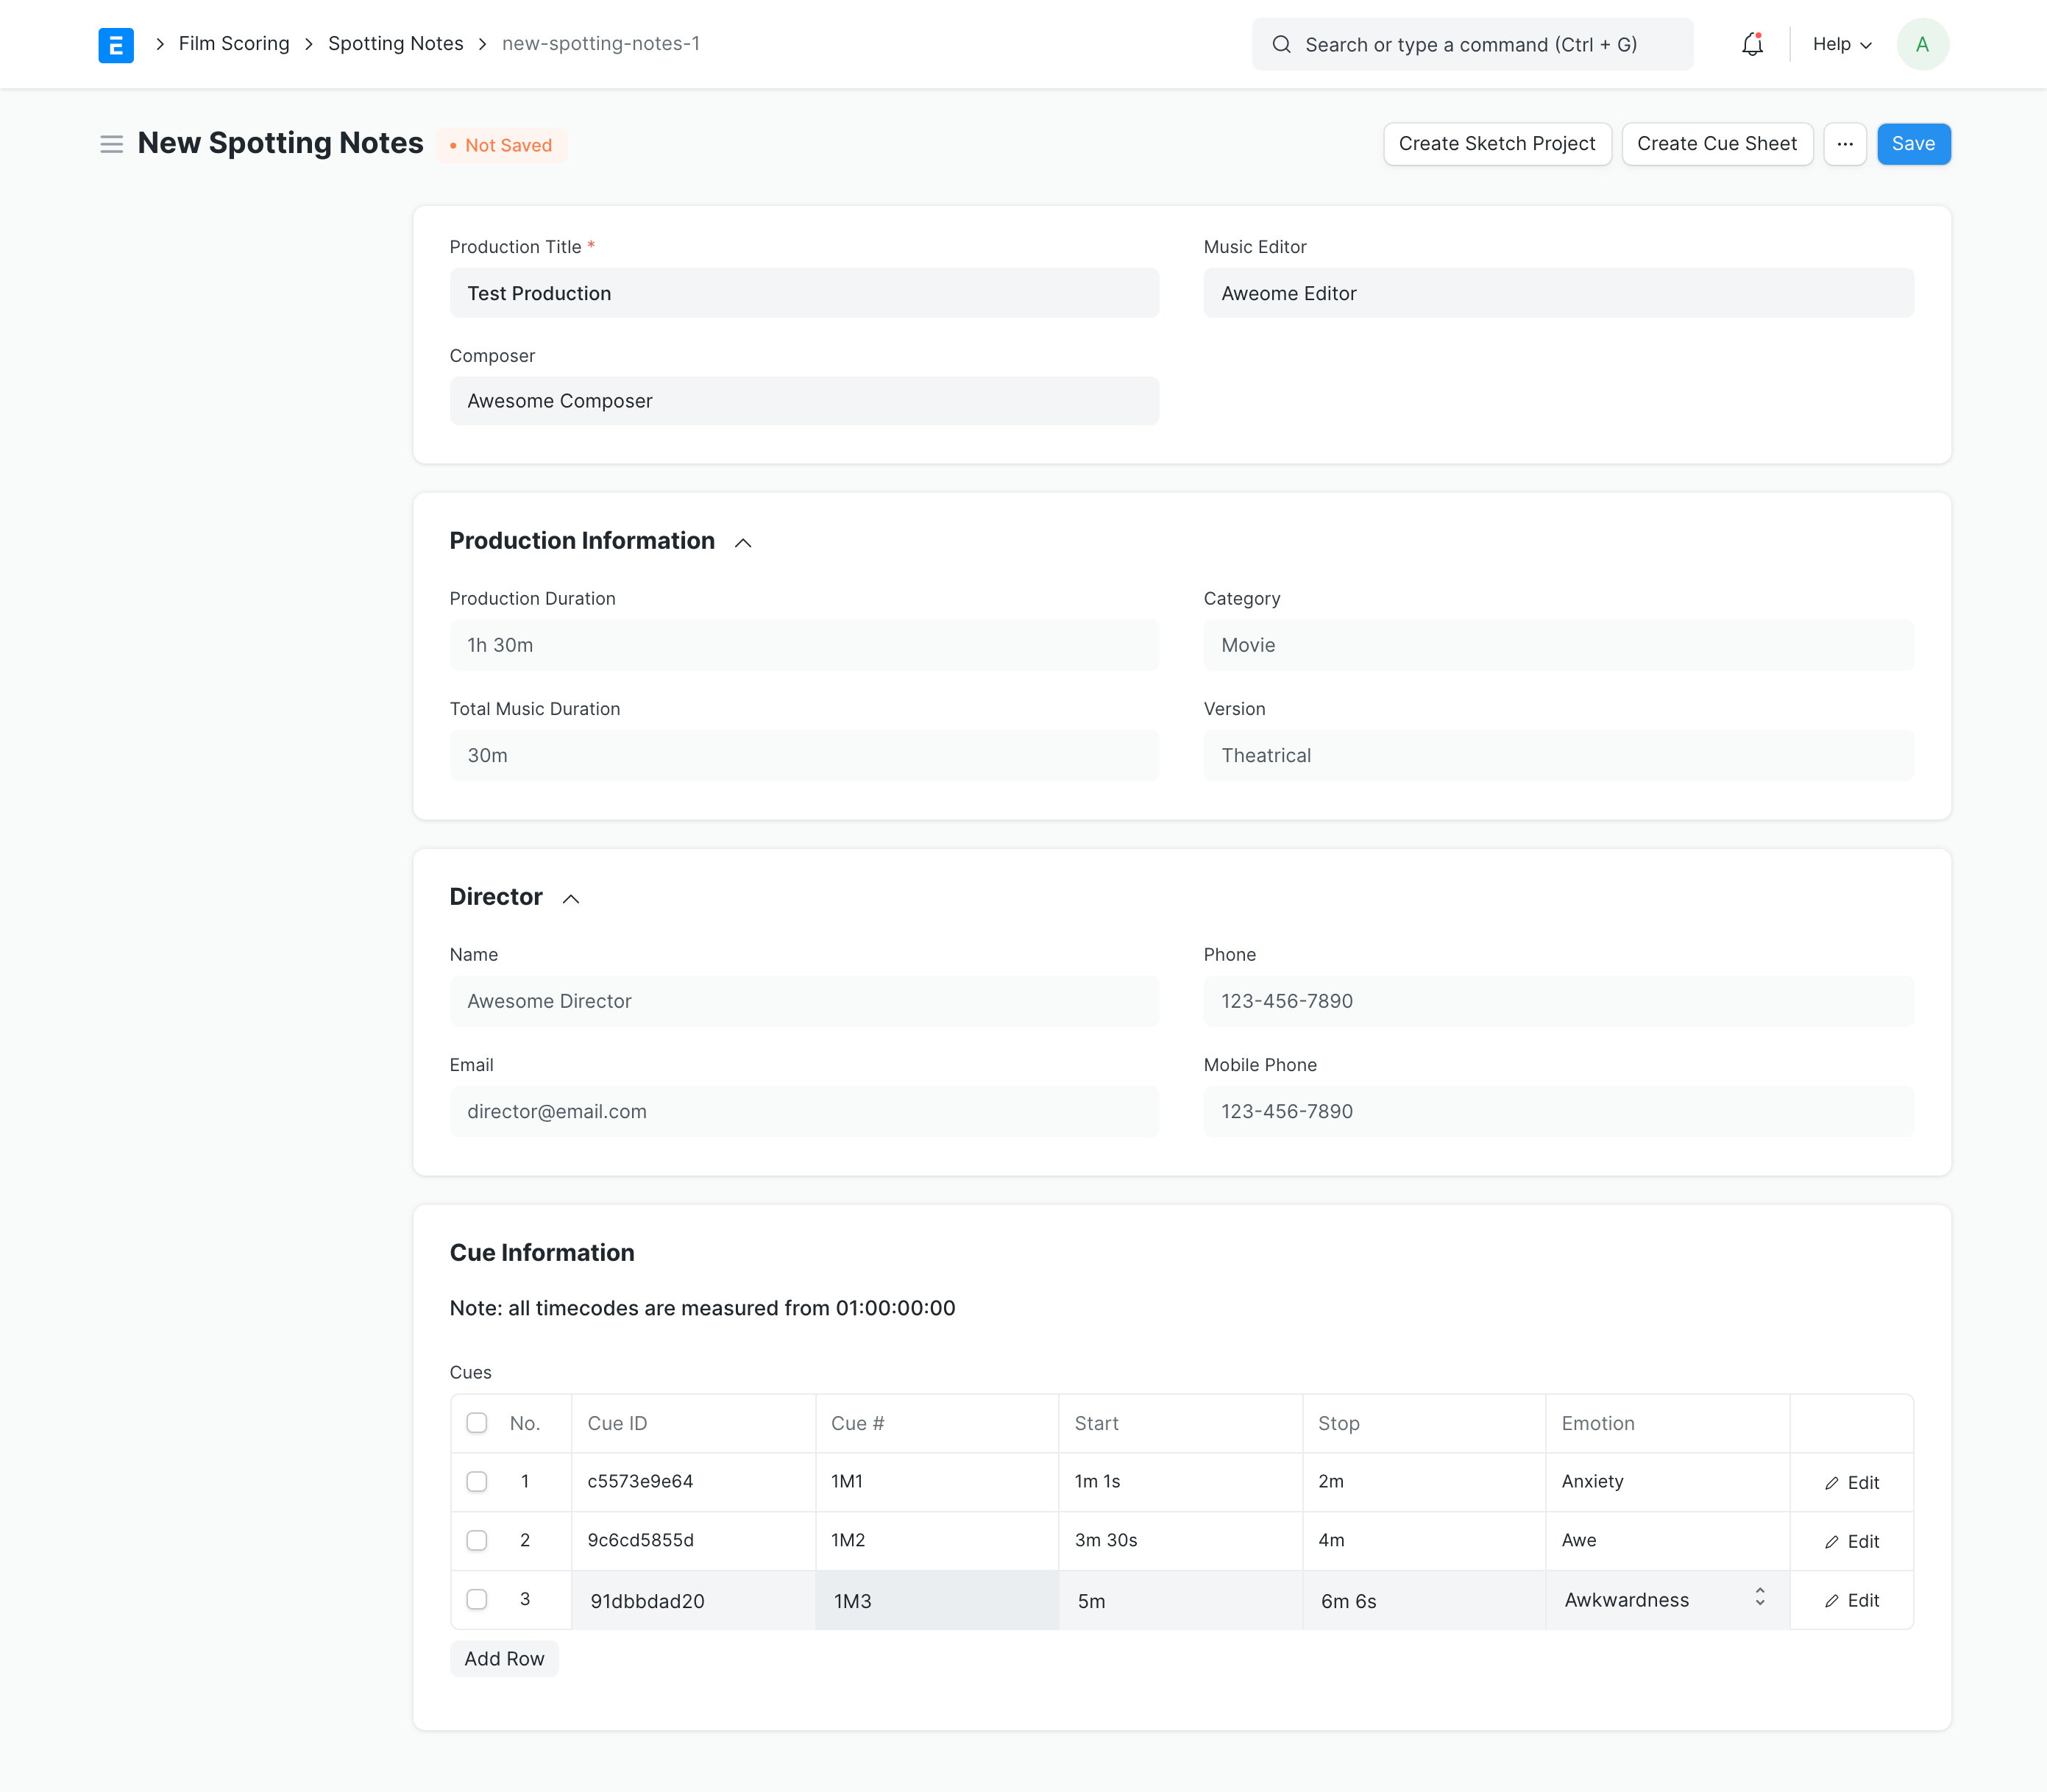 E Film Scoring Spotting Notes new-spotting-notes-1 Search or type a command (Ctrl + G) Help A
New Spotting Notes • Not Saved Create Sketch Project Create Cue Sheet ... Save
Production Title * Music Editor
Test Production Aweome Editor
Composer
Awesome Composer
Production Information
Production Duration Category
1h 30m Movie
Total Music Duration Version
30m Theatrical
Director
Name Phone
Awesome Director 123-456-7890
Email Mobile Phone
director@email.com 123-456-7890
Cue Information
Note: all timecodes are measured from 01:00:00:00
Cues
No. Cue ID Cue # Start Stop Emotion
1 c5573e9e64 1M1 1m 1s 2m Anxiety Edit
2 9c6cd5855d 1M2 3m 30s 4m Awe Edit
3 91dbbdad20 1M3 5m 6m 6s Awkwardness Edit
Add Row